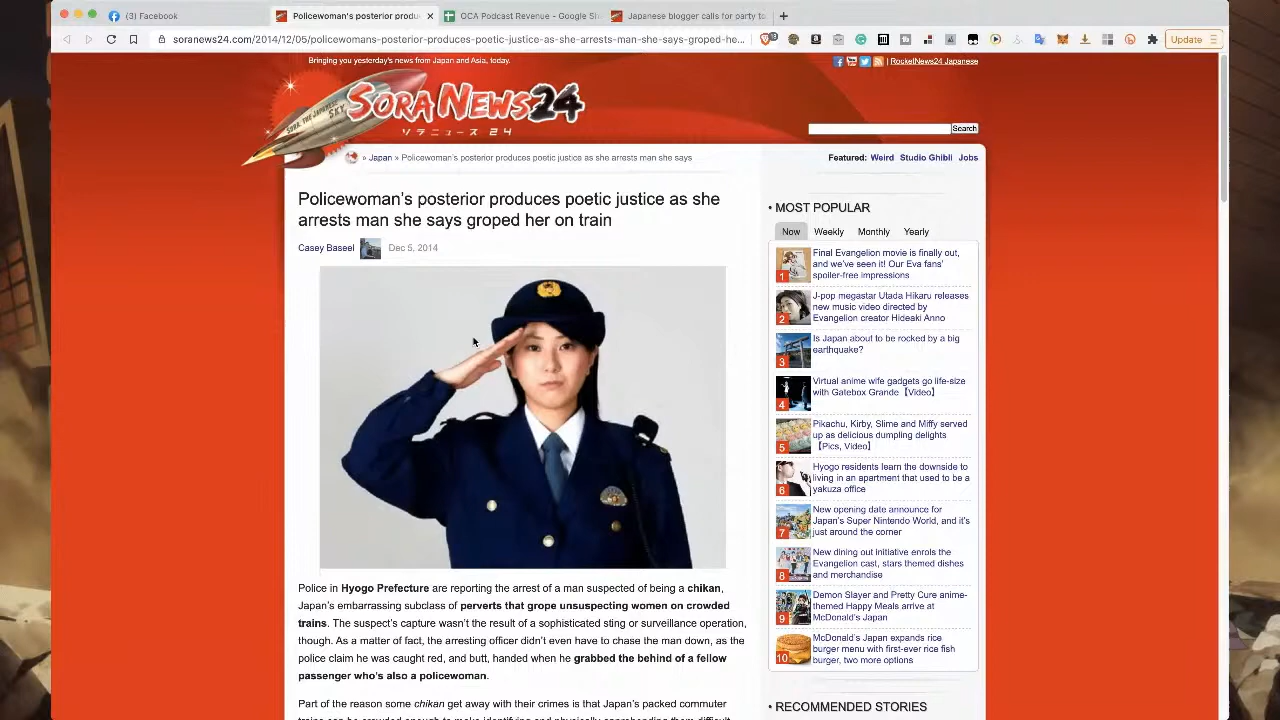 (3) Facebook
Policewoman's posterior produ
OCA Podcast Revenue - Google Sh
Japanese blogger calls for party to
soranews24.com/2014/12/05/policewomans-posterior-produces-poetic-justice-as-she-arrests-man-she-says-groped-he...
Update
Bringing you yesterday's news from Japan and Asia, today.
RocketNews24 Japanese
SORA, THE JAPANESE SKY
SORA NEWS24
ソラニュース24
Search
» Japan » Policewoman's posterior produces poetic justice as she arrests man she says
Featured: Weird Studio Ghibli Jobs
Policewoman's posterior produces poetic justice as she
arrests man she says groped her on train
Casey Baseel Dec 5, 2014
Police in Hyogo Prefecture are reporting the arrest of a man suspected of being a chikan,
Japan's embarrassing subclass of perverts that grope unsuspecting women on crowded
trains. The suspect's capture wasn't the result of a sophisticated sting or surveillance operation,
though. As a matter of fact, the arresting officer didn't even have to chase the man down, as the
police claim he was caught red, and butt, handed when he grabbed the behind of a fellow
passenger who's also a policewoman.
Part of the reason some chikan get away with their crimes is that Japan's packed commuter
• MOST POPULAR
Now Weekly Monthly Yearly
1
Final Evangelion movie is finally out,
and we've seen it! Our Eva fans'
spoiler-free impressions
2
J-pop megastar Utada Hikaru releases
new music video directed by
Evangelion creator Hideaki Anno
3
Is Japan about to be rocked by a big
earthquake?
4
Virtual anime wife gadgets go life-size
with Gatebox Grande【Video】
5
Pikachu, Kirby, Slime and Miffy served
up as delicious dumpling delights
【Pics, Video】
6
Hyogo residents learn the downside to
living in an apartment that used to be a
yakuza office
7
New opening date announce for
Japan's Super Nintendo World, and it's
just around the corner
8
New dining out initiative enrols the
Evangelion cast, stars themed dishes
and merchandise
9
Demon Slayer and Pretty Cure anime-
themed Happy Meals arrive at
McDonald's Japan
10
McDonald's Japan expands rice
burger menu with first-ever rice fish
burger, two more options
• RECOMMENDED STORIES